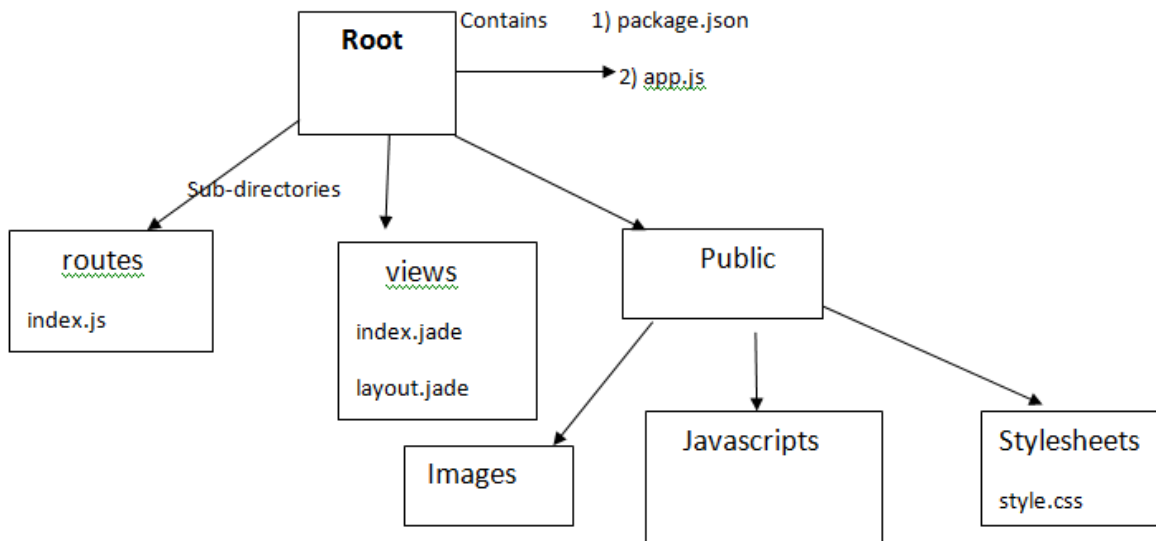 Root
Contains 1) package.json
2) app.js
Sub-directories
routes
index.js
views
index.jade
layout.jade
Public
Images
Javascripts
Stylesheets
style.css